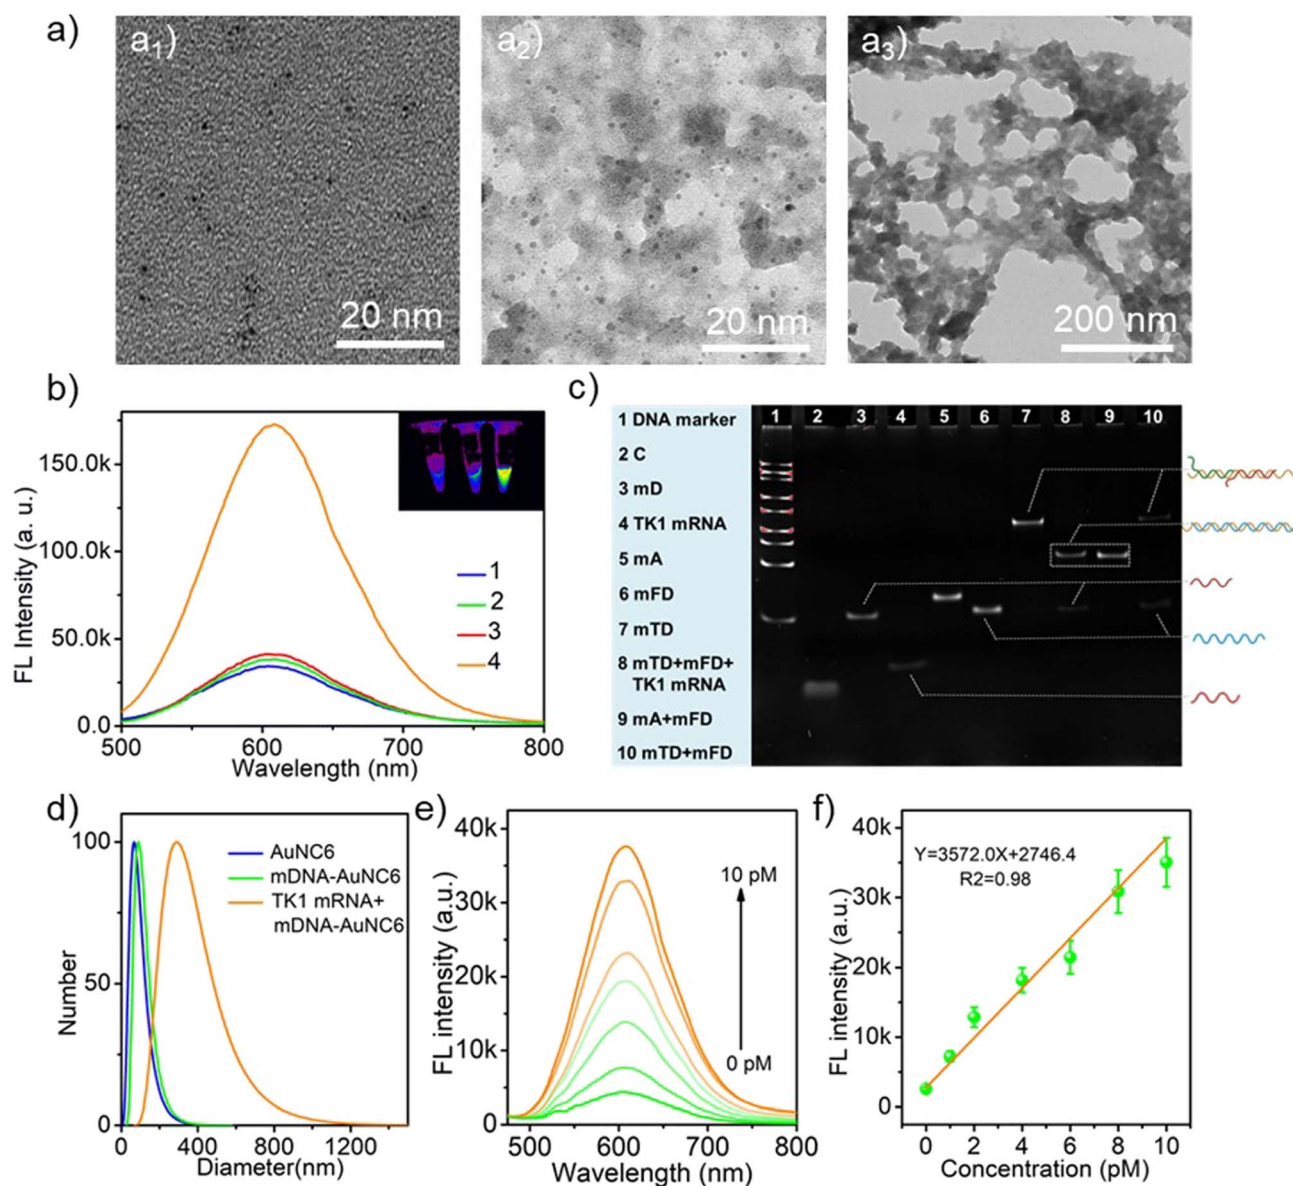 a)
a1)
20 nm
a2)
20 nm
a3)
200 nm
b)
FL Intensity (a. u.)
150.0k
100.0k
50.0k
0.0
500
600
700
800
Wavelength (nm)
1
2
3
4
c)
1 DNA marker
2 C
3 mD
4 TK1 mRNA
5 mA
6 mFD
7 mTD
8 mTD+mFD+
TK1 mRNA
9 mA+mFD
10 mTD+mFD
1 2 3 4 5 6 7 8 9 10
d)
Number
100
50
0
0
400
800
1200
Diameter(nm)
AuNC6
mDNA-AuNC6
TK1 mRNA+
mDNA-AuNC6
e)
FL intensity (a.u.)
40k
30k
20k
10k
0
500
600
700
800
Wavelength (nm)
10 pM
0 pM
f)
FL intensity (a.u.)
40k
30k
20k
10k
0
0
2
4
6
8
10
Concentration (pM)
Y=3572.0X+2746.4
R2=0.98